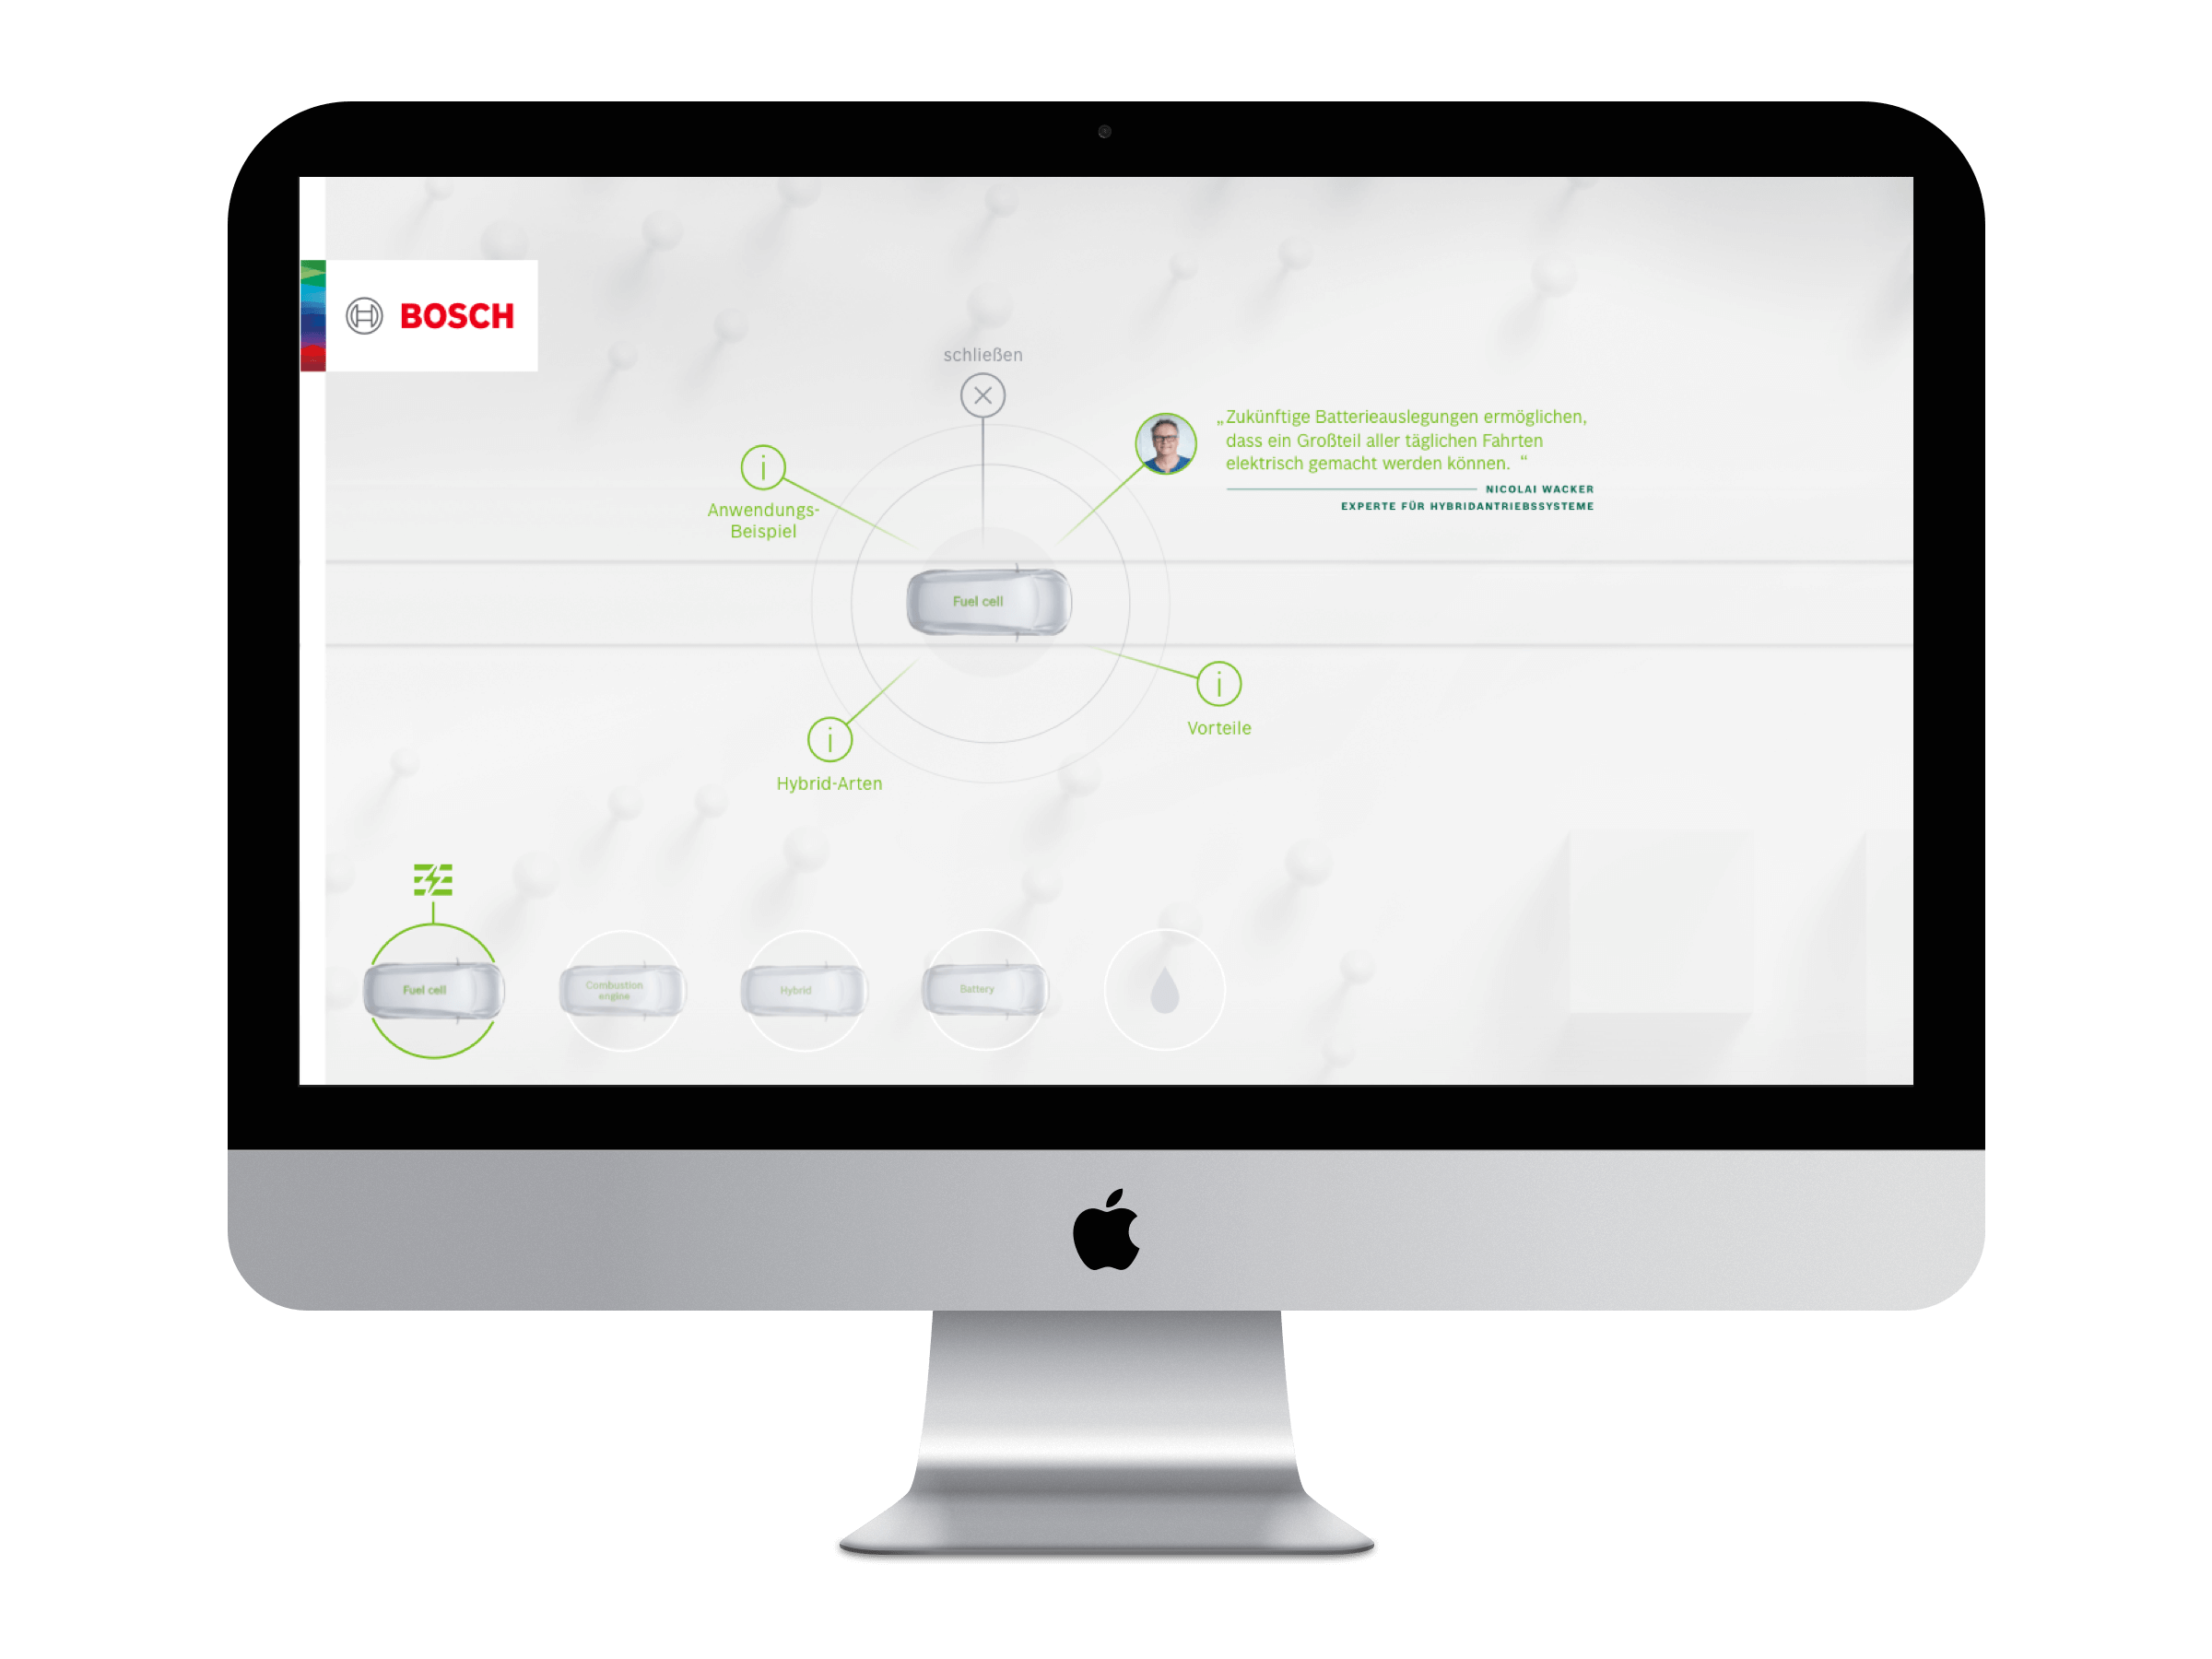 BOSCH
schließen
Anwendungs-
Beispiel
„Zukünftige Batterieauslegungen ermöglichen,
dass ein Großteil aller täglichen Fahrten
elektrisch gemacht werden können. “
NICOLAI WACKER
EXPERTE FÜR HYBRIDANTRIEBSSYSTEME
Fuel cell
Vorteile
Hybrid-Arten
Fuel cell
Combustion
engine
Hybrid
Battery